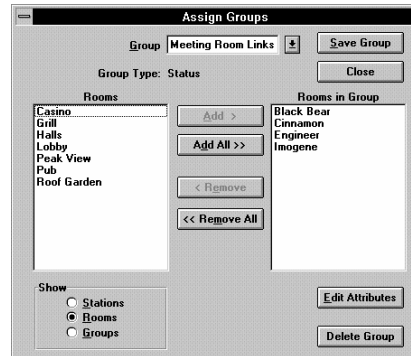 Assign Groups
Group Meeting Room Links Save Group
Group Type: Status Close
Rooms Rooms in Group
Casino
Grill
Halls
Lobby
Peak View
Pub
Roof Garden
Add >
Add All >>
< Remove
<< Remove All
Black Bear
Cinnamon
Engineer
Imogene
Show
Stations
Rooms
Groups
Edit Attributes
Delete Group